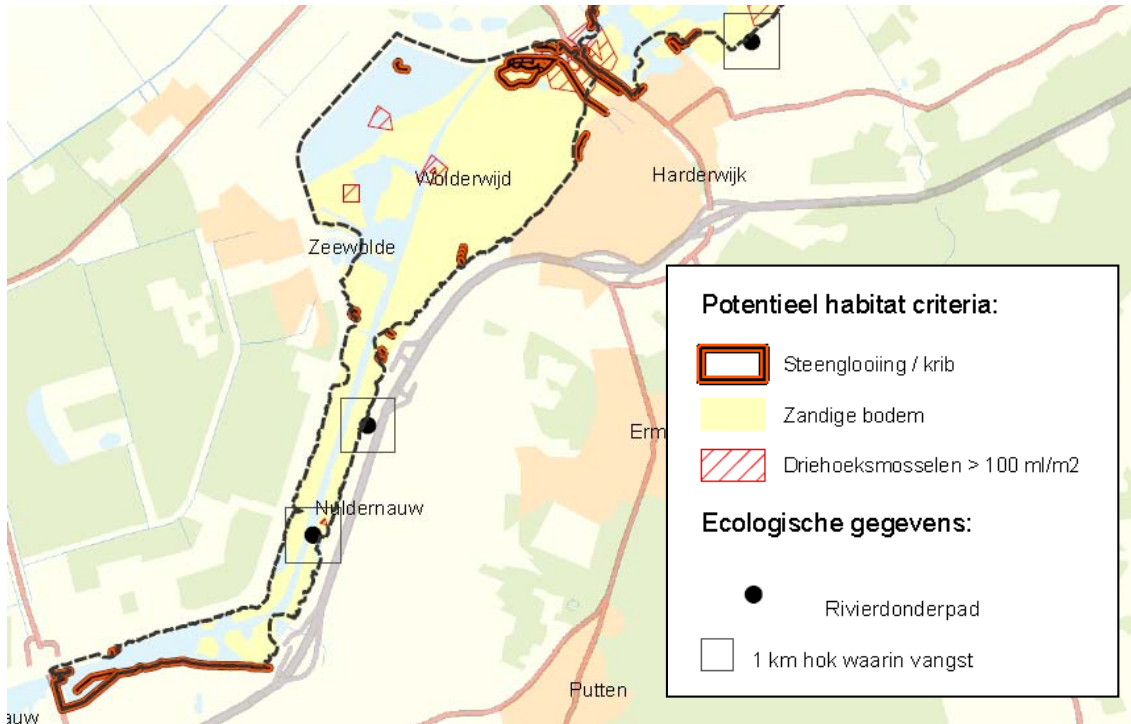 Wolderwijd
Harderwijk
Zeewolde
Erm
Nuldernauw
Putten
auw
Potentieel habitat criteria:
Steenglooiing / krib
Zandige bodem
Driehoeksmosselen > 100 ml/m2
Ecologische gegevens:
Rivierdonderpad
1 km hok waarin vangst